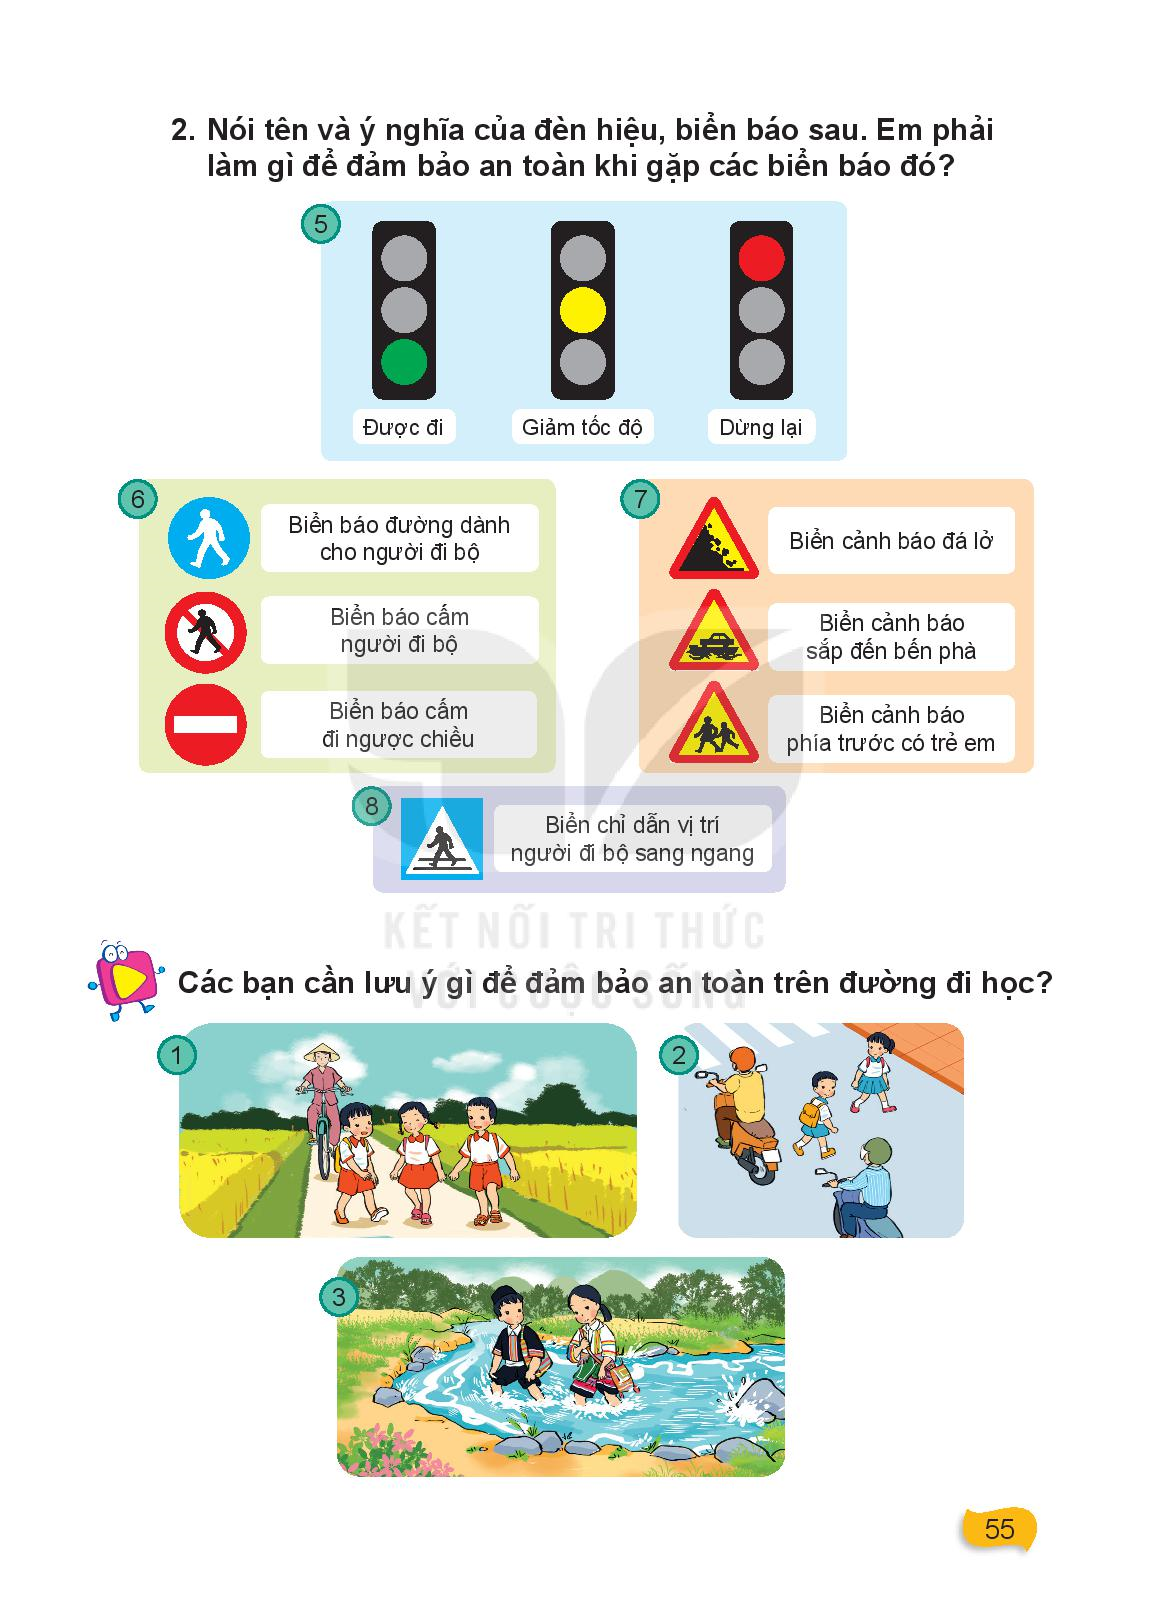 2. Nói tên và ý nghĩa của đèn hiệu, biển báo sau. Em phải
làm gì để đảm bảo an toàn khi gặp các biển báo đó?
5
Được đi
Giảm tốc độ
Dừng lại
6
Biển báo đường dành
cho người đi bộ
Biển báo cấm
người đi bộ
Biển báo cấm
đi ngược chiều
7
Biển cảnh báo đá lở
Biển cảnh báo
sắp đến bến phà
Biển cảnh báo
phía trước có trẻ em
8
Biển chỉ dẫn vị trí
người đi bộ sang ngang
KẾT NỐI TRI THỨC
VỚI CUỘC SỐNG
Các bạn cần lưu ý gì để đảm bảo an toàn trên đường đi học?
1
2
3
55